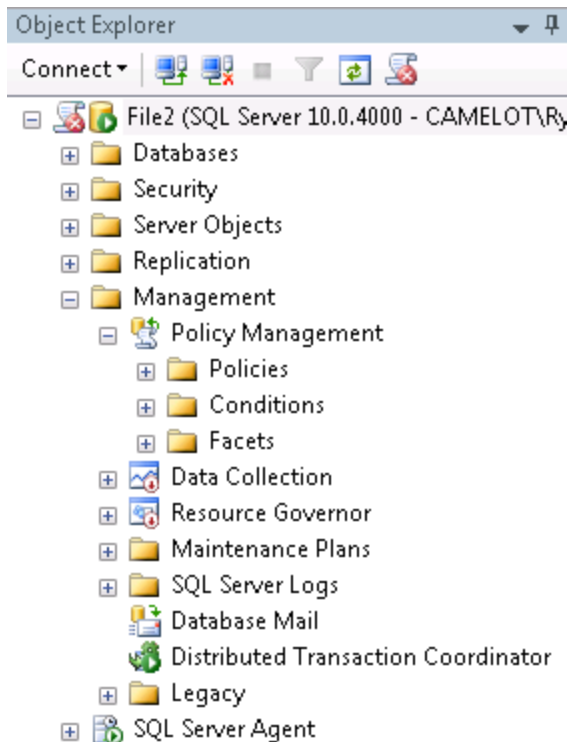 Object Explorer
Connect
File2 (SQL Server 10.0.4000 - CAMELOT\Ry
Databases
Security
Server Objects
Replication
Management
Policy Management
Policies
Conditions
Facets
Data Collection
Resource Governor
Maintenance Plans
SQL Server Logs
Database Mail
Distributed Transaction Coordinator
Legacy
SQL Server Agent